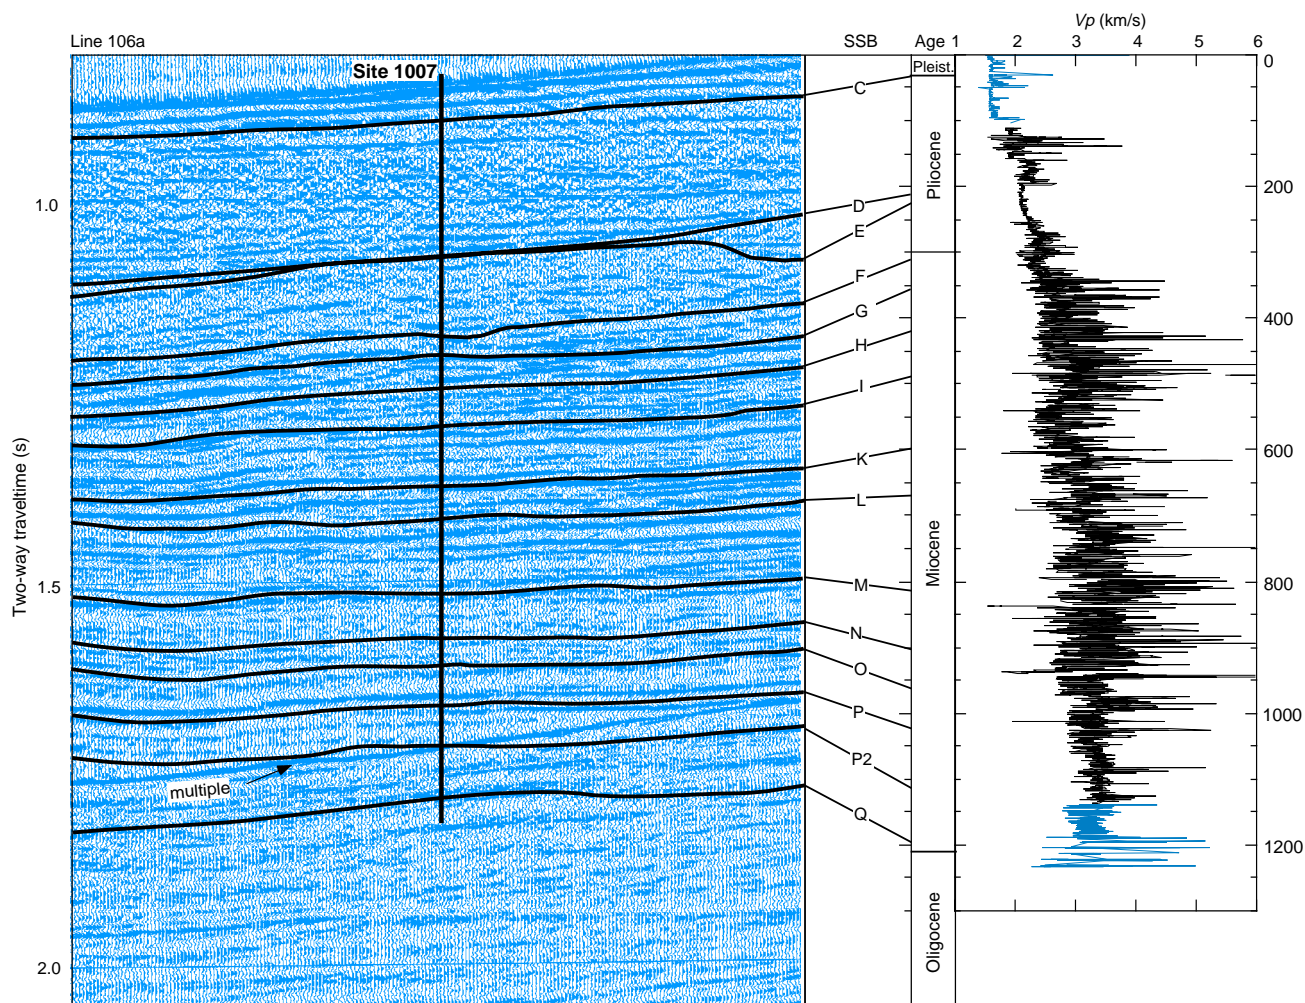 Vp (km/s)
Line 106a
SSB
Age
1
2
3
4
5
6
Site 1007
Pleist.
0
C
Pliocene
200
1.0
D
E
F
G
400
H
I
Two-way traveltime (s)
K
600
L
Miocene
1.5
M
800
N
O
P
1000
P2
multiple
Q
1200
Oligocene
2.0